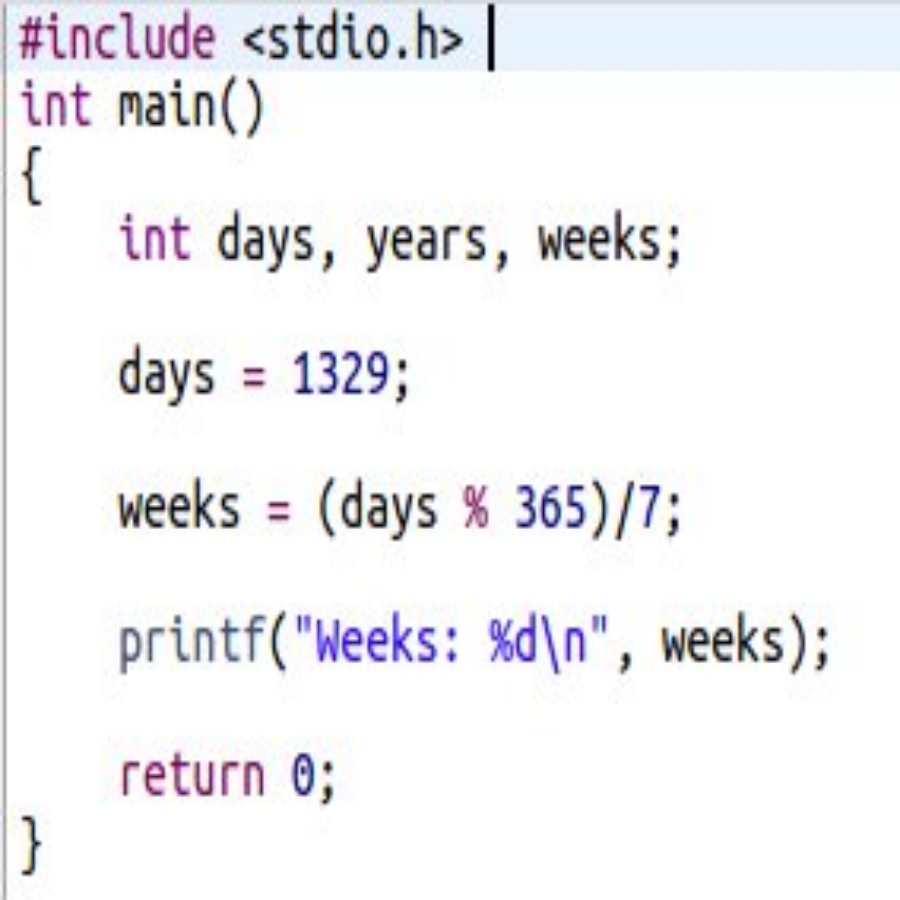 #include <stdio.h>
int main()
{
    int days, years, weeks;
    days = 1329;
    weeks = (days % 365)/7;
    printf("Weeks: %d\n", weeks);
    return 0;
}